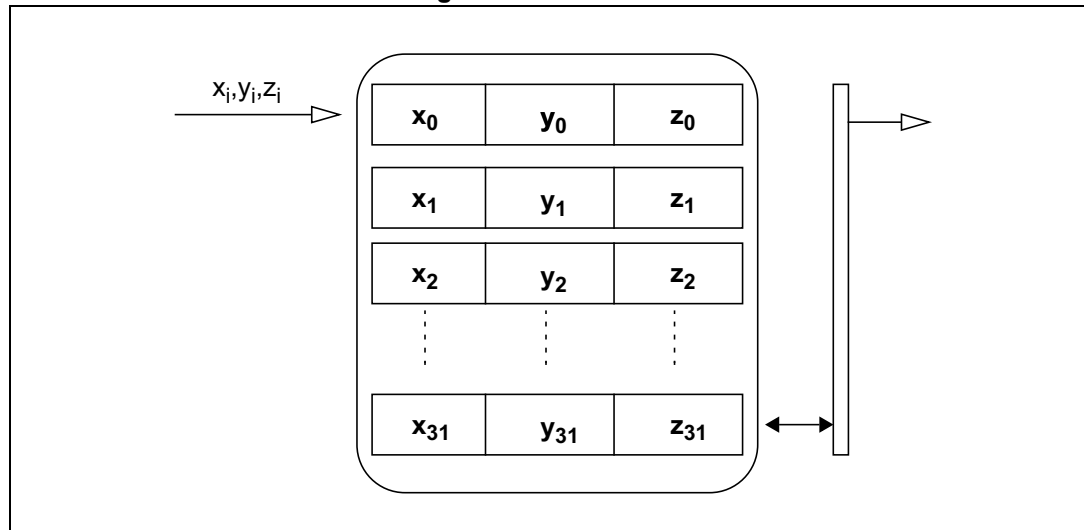 xᵢ,yᵢ,zᵢ
x₀ y₀ z₀
x₁ y₁ z₁
x₂ y₂ z₂
x₃₁ y₃₁ z₃₁